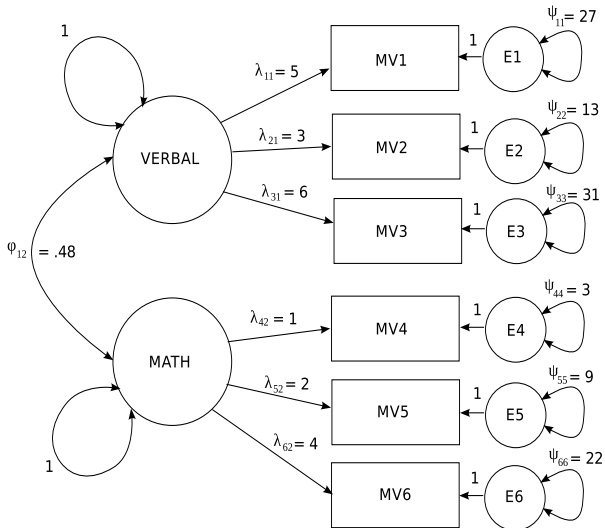 1
λ11 = 5
MV1
1
E1
ψ11 = 27
VERBAL
λ21 = 3
MV2
1
E2
ψ22 = 13
λ31 = 6
MV3
1
E3
ψ33 = 31
φ12 = .48
MATH
λ42 = 1
MV4
1
E4
ψ44 = 3
λ52 = 2
MV5
1
E5
ψ55 = 9
1
λ62 = 4
MV6
1
E6
ψ66 = 22